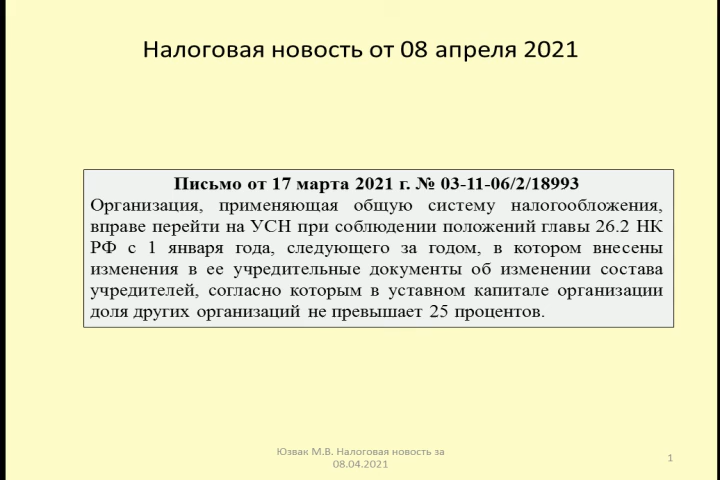 Налоговая новость от 08 апреля 2021
Письмо от 17 марта 2021 г. № 03-11-06/2/18993
Организация, применяющая общую систему налогообложения,
вправе перейти на УСН при соблюдении положений главы 26.2 НК
РФ с 1 января года, следующего за годом, в котором внесены
изменения в ее учредительные документы об изменении состава
учредителей, согласно которым в уставном капитале организации
доля других организаций не превышает 25 процентов.
Юзвак М.В. Налоговая новость за
08.04.2021
1